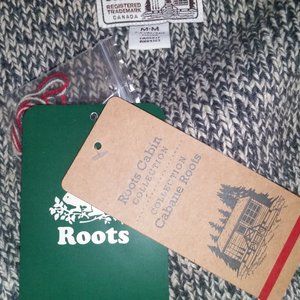 REGISTERED
TRADEMARK
CANADA
M-M
Roots
Roots Cabin
COLLECTION
COLLECTION
Cabane Roots